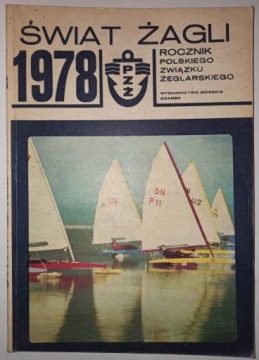 ŚWIAT ŻAGLI
1978
PZŻ
ROCZNIK
POLSKIEGO
ZWIĄZKU
ŻEGLARSKIEGO
WYDAWNICTWO MORSKIE
GDAŃSK
DN
P 11
N
612